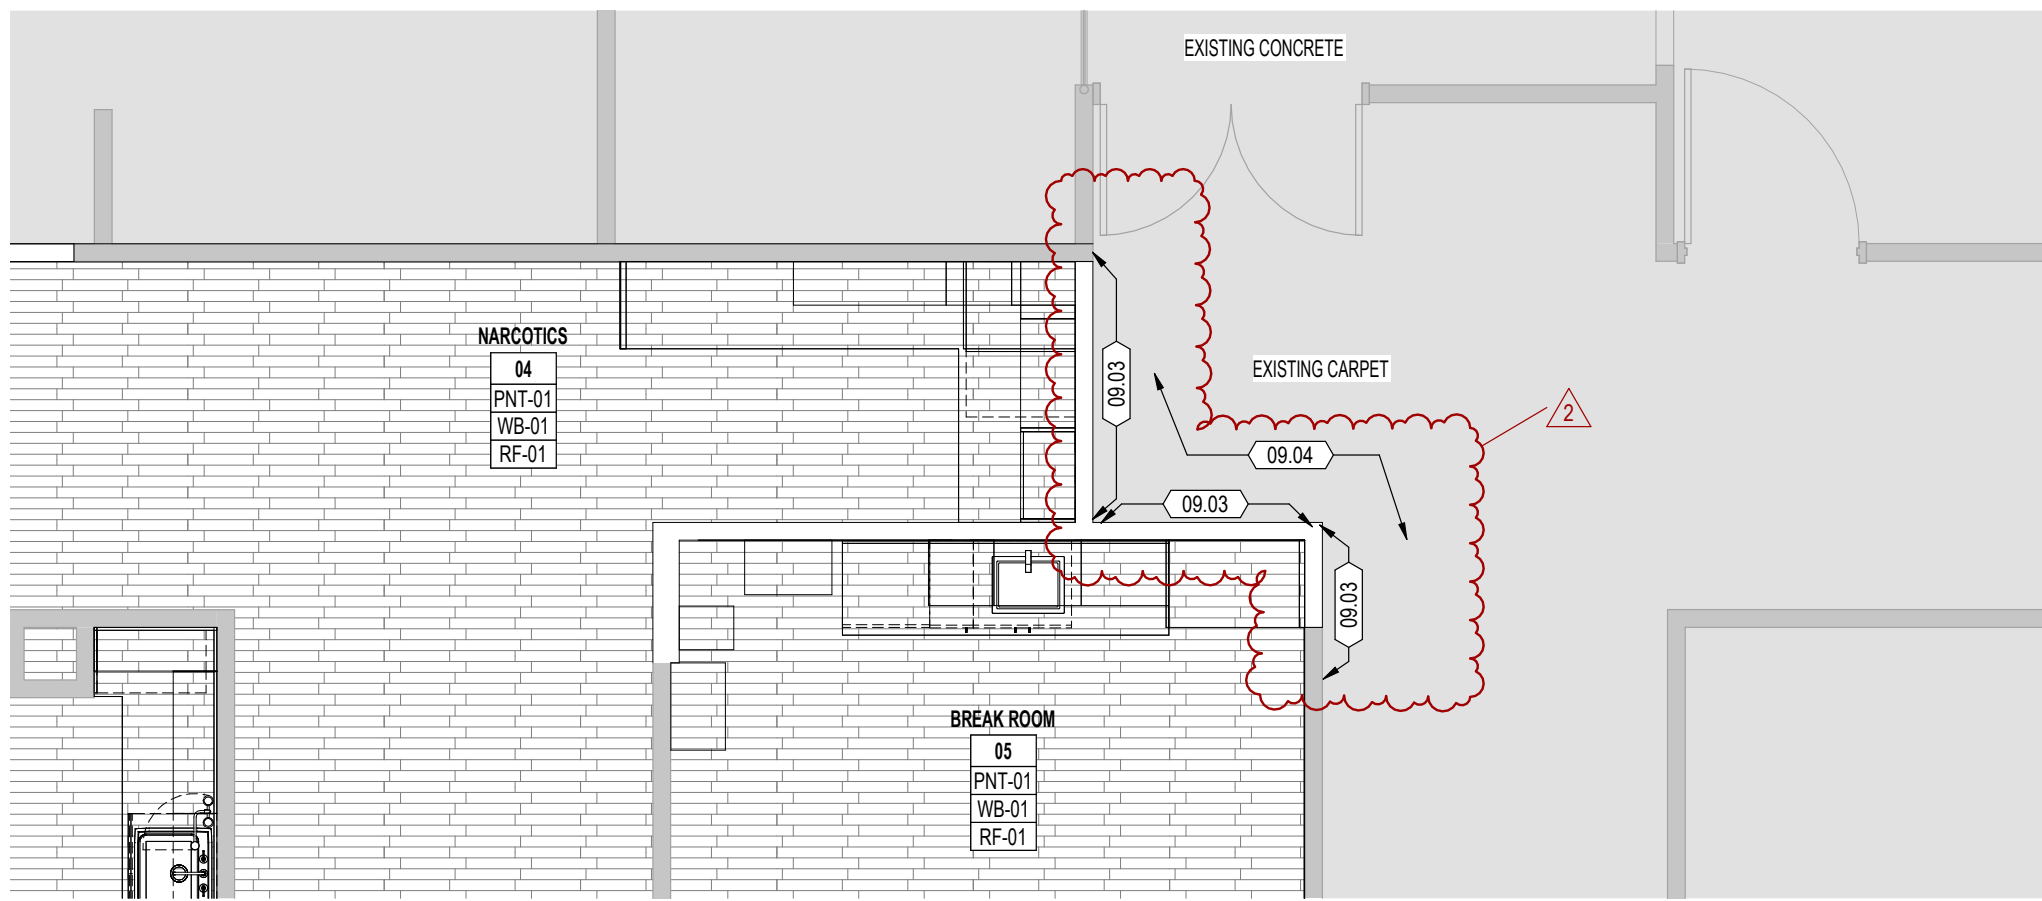 EXISTING CONCRETE
NARCOTICS
04
PNT-01
WB-01
RF-01
09.03
EXISTING CARPET
2
09.04
09.03
09.03
BREAK ROOM
05
PNT-01
WB-01
RF-01